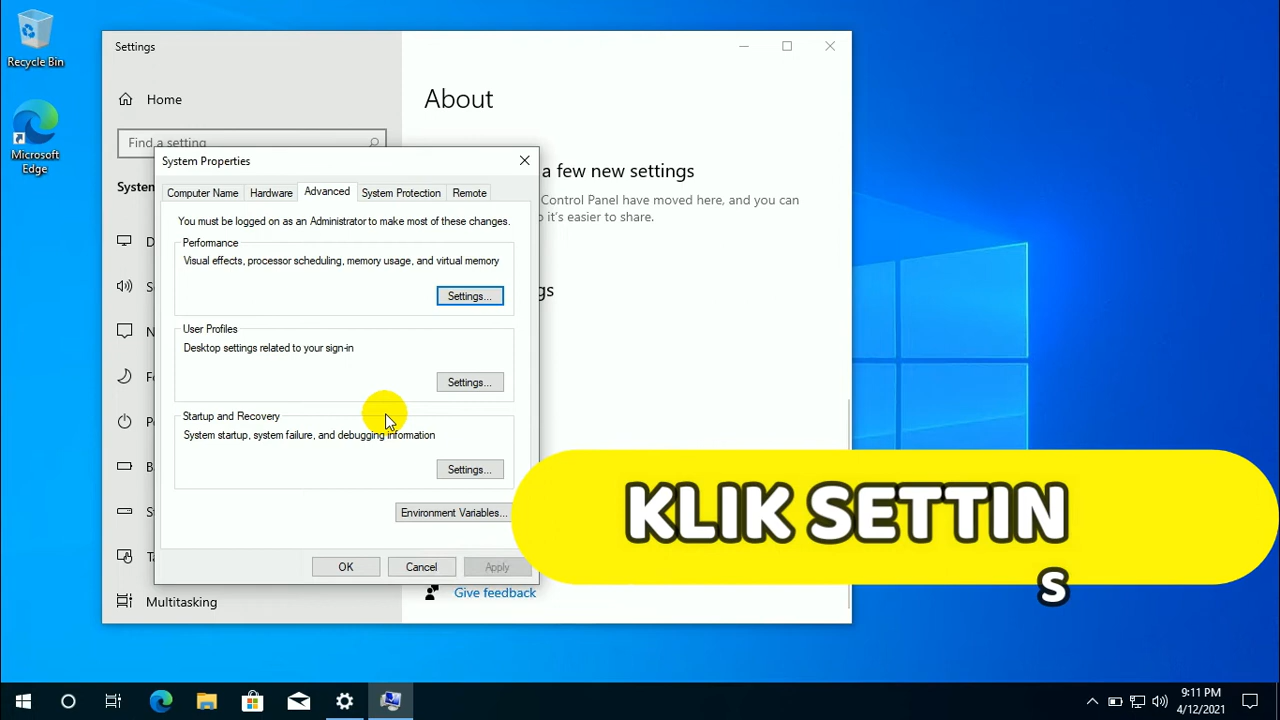 Recycle Bin
Microsoft
Edge
Settings
Home
Find a setting
System
About
a few new settings
Control Panel have moved here, and you can
it's easier to share.
gs
System Properties
Computer Name
Hardware
Advanced
System Protection
Remote
You must be logged on as an Administrator to make most of these changes.
Performance
Visual effects, processor scheduling, memory usage, and virtual memory
Settings...
User Profiles
Desktop settings related to your sign-in
Settings...
Startup and Recovery
System startup, system failure, and debugging information
Settings...
Environment Variables...
OK
Cancel
Apply
Multitasking
Give feedback
KLIK SETTIN
S
9:11 PM
4/12/2021